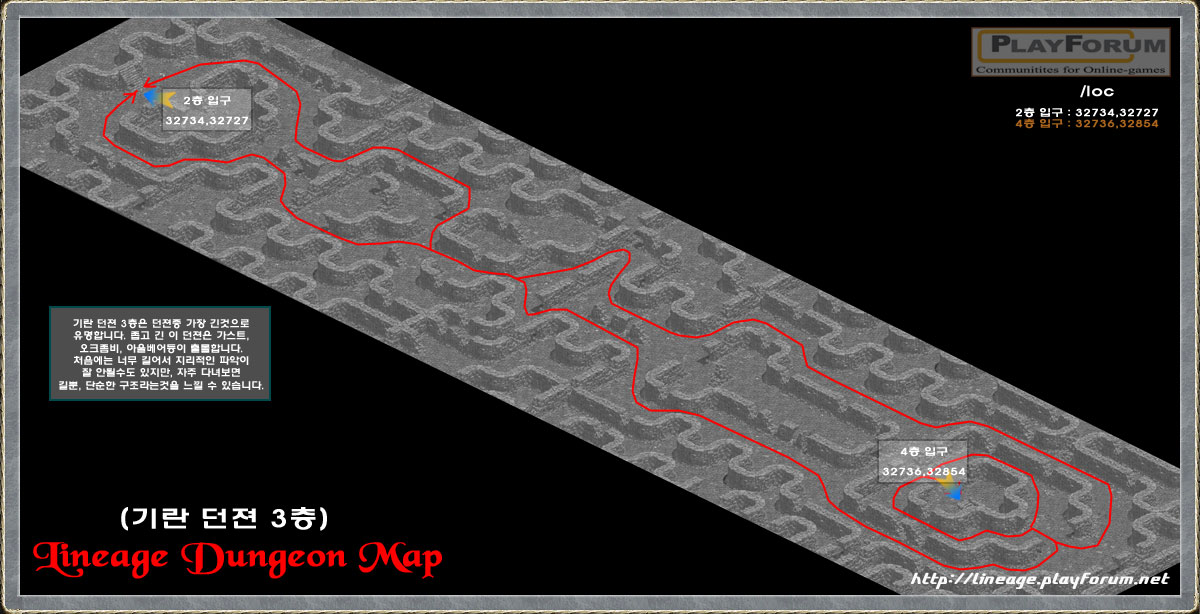 PLAYFORUM
Communitites for Online-games
/loc
2층 입구 : 32734,32727
4층 입구 : 32736,32854
2층 입구
32734,32727
기란 던젼 3층은 던젼중 가장 긴것으로
유명합니다. 좁고 긴 이 던젼은 가스트,
오크좀비, 아울베어등이 출몰합니다.
처음에는 너무 길어서 지리적인 파악이
잘 안될수도 있지만, 자주 다녀보면
길뿐, 단순한 구조라는것을 느낄 수 있습니다.
4층 입구
32736,32854
(기란 던젼 3층)
Lineage Dungeon Map
http://lineage.playforum.net